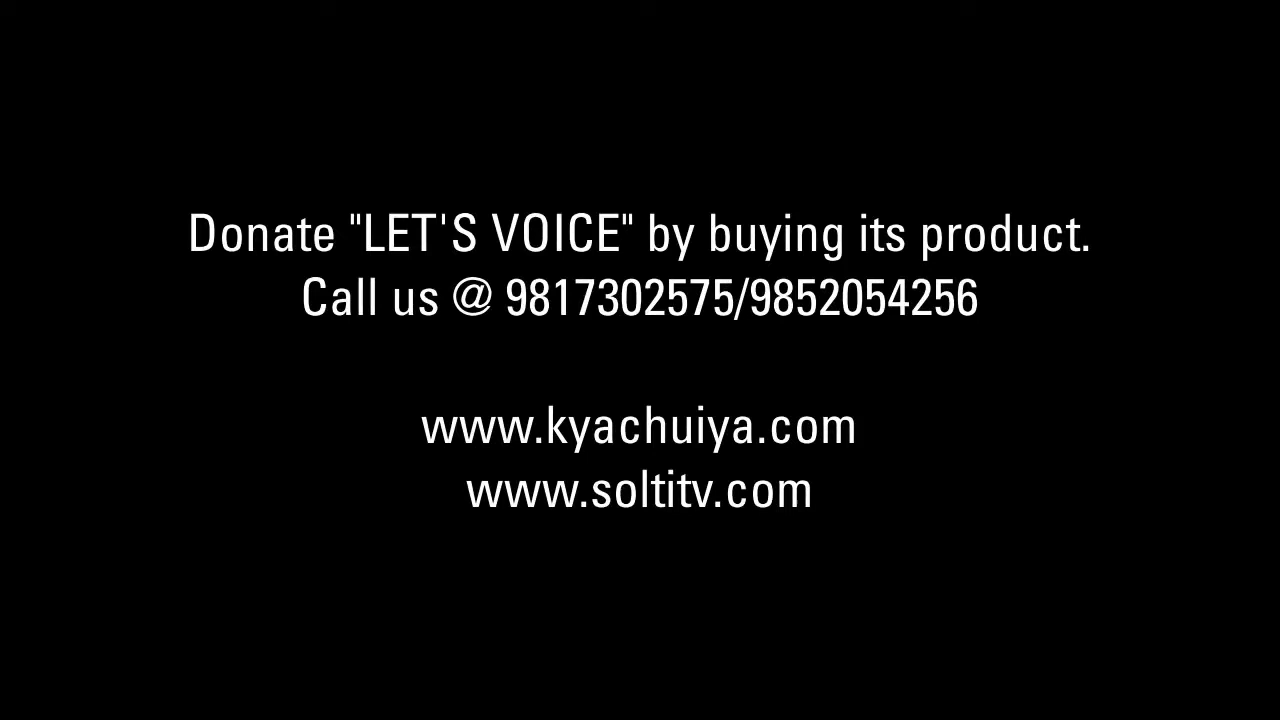 Donate "LET'S VOICE" by buying its product.
Call us @ 9817302575/9852054256
www.kyachuiya.com
www.soltitv.com